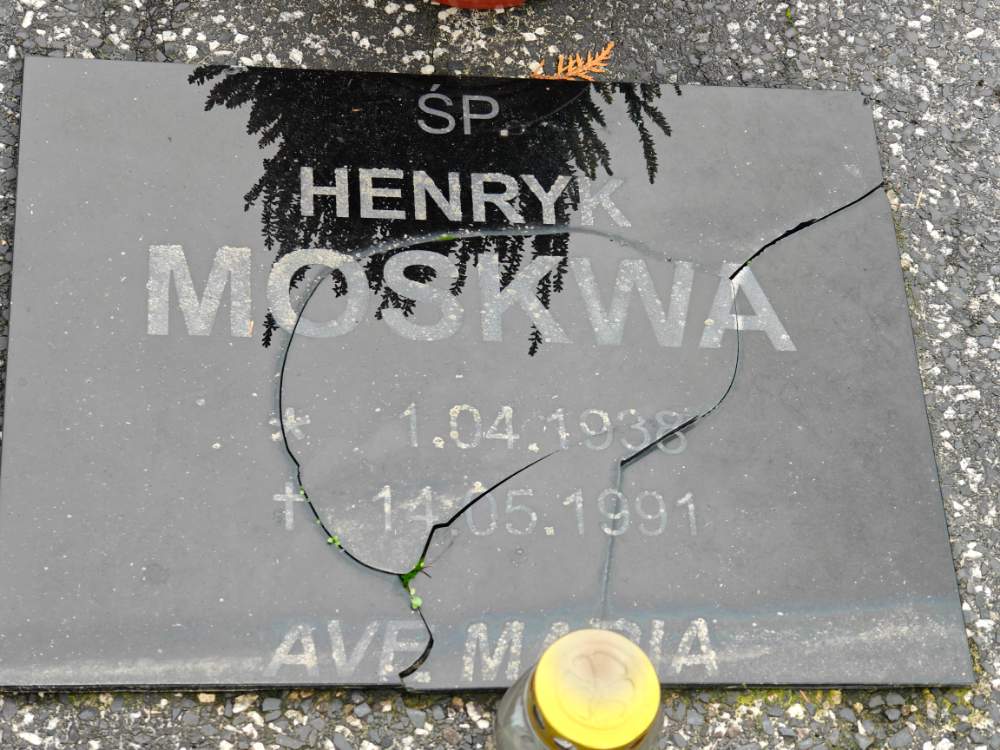 ŚP.
HENRYK
MOSKWA
* 1.04.1938
† 14.05.1991
AVE MARIA